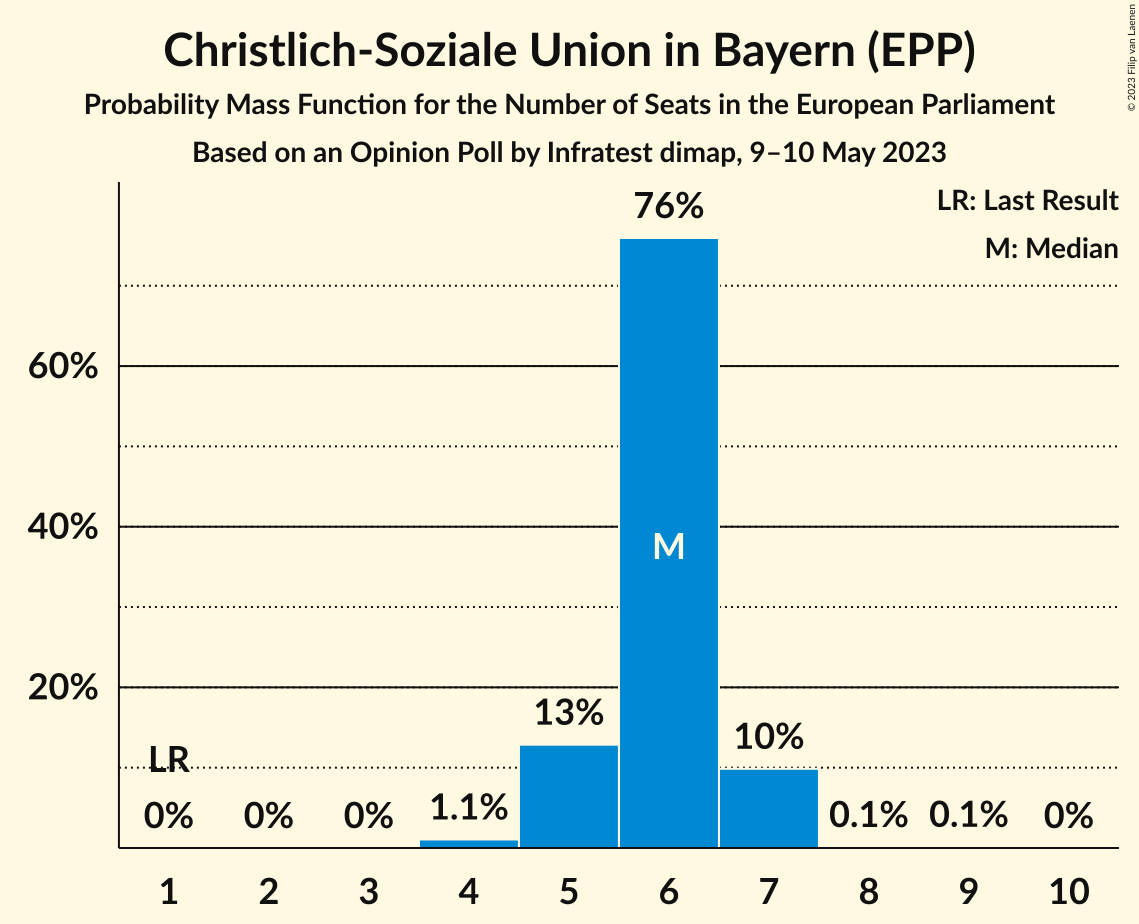 Christlich-Soziale Union in Bayern (EPP)
Probability Mass Function for the Number of Seats in the European Parliament
Based on an Opinion Poll by Infratest dimap, 9–10 May 2023
© 2023 Filip van Laenen
LR: Last Result
M: Median
76%
60%
40%
M
20%
13%
10%
LR
0%
0%
0%
1.1%
0.1%
0.1%
0%
1 2 3 4 5 6 7 8 9 10